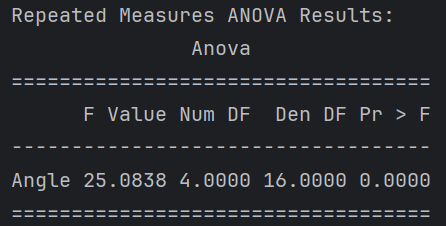 Repeated Measures ANOVA Results:
Anova
===================================
F Value Num DF  Den DF Pr > F
-----------------------------------
Angle 25.0838 4.0000 16.0000 0.0000
===================================